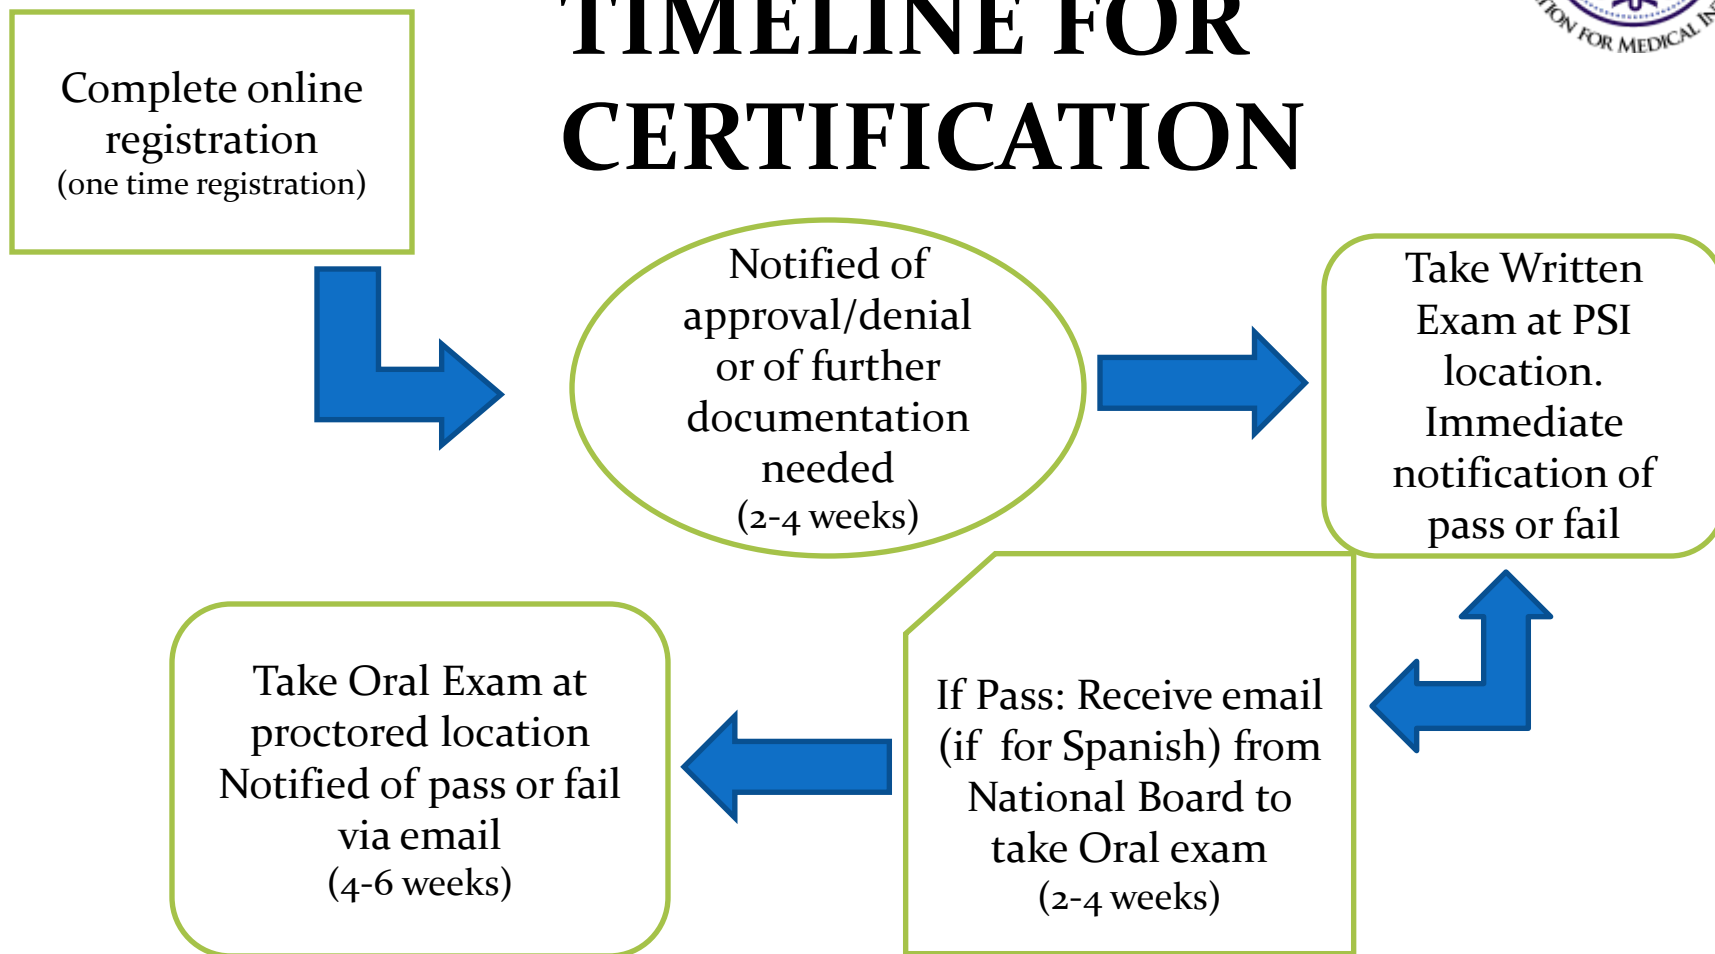 TIMELINE FOR
CERTIFICATION
FOR MEDICAL
Complete online
registration
(one time registration)
Notified of
approval/denial
or of further
documentation
needed
(2-4 weeks)
Take Written
Exam at PSI
location.
Immediate
notification of
pass or fail
If Pass: Receive email
(if for Spanish) from
National Board to
take Oral exam
(2-4 weeks)
Take Oral Exam at
proctored location
Notified of pass or fail
via email
(4-6 weeks)